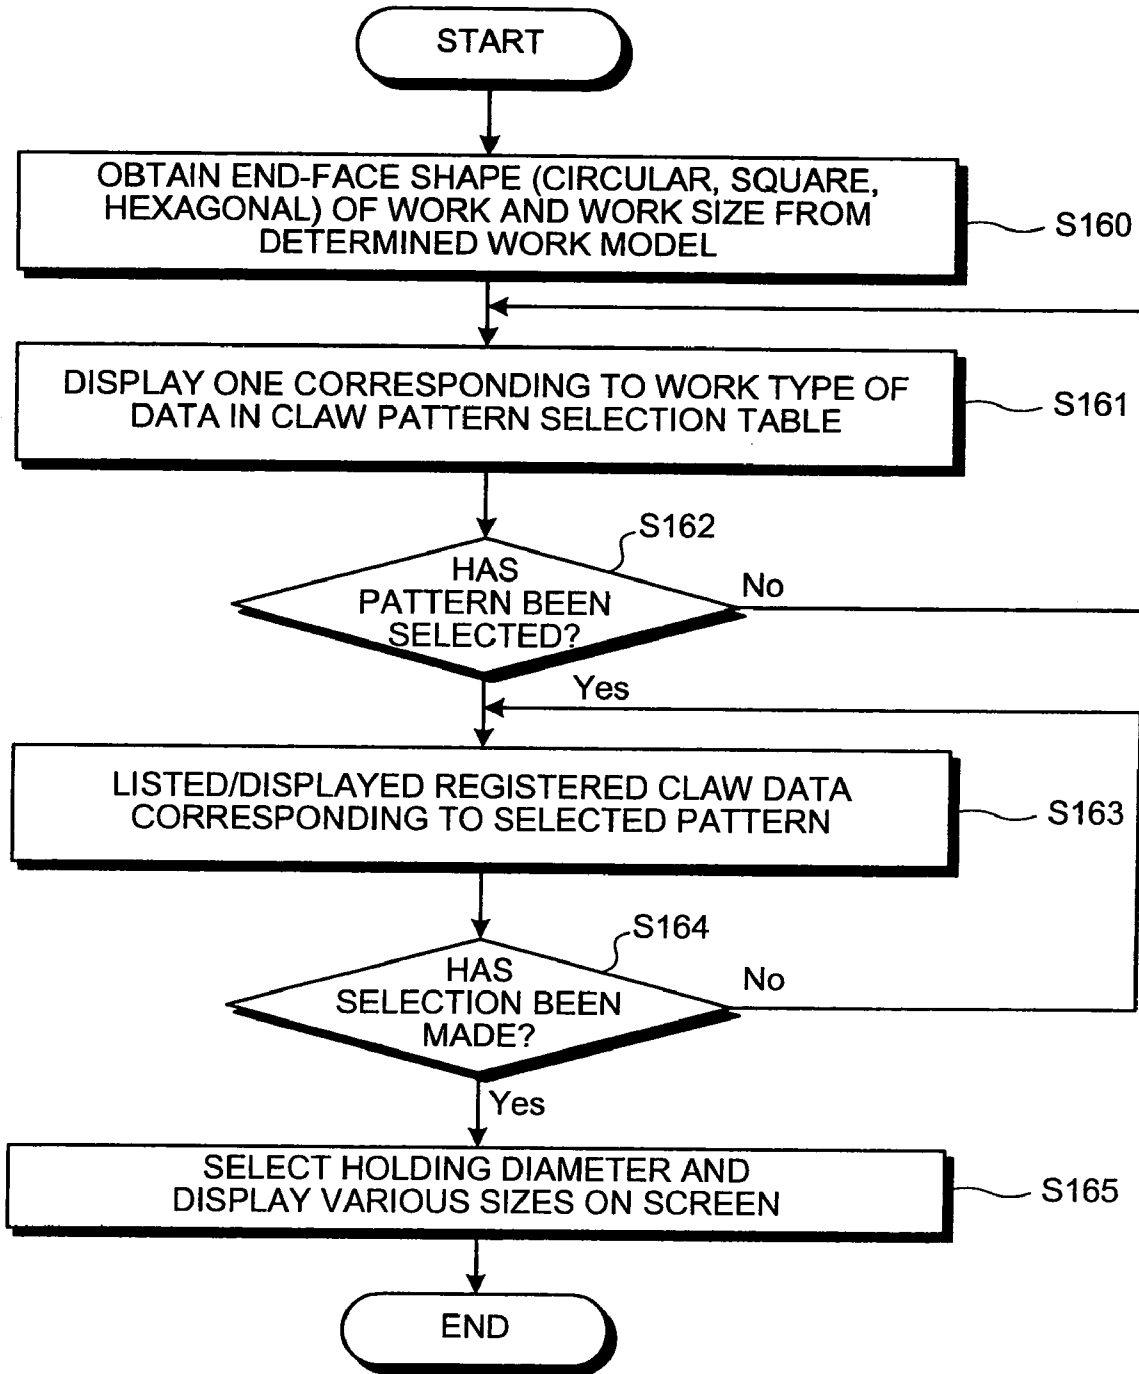 START
OBTAIN END-FACE SHAPE (CIRCULAR, SQUARE,
HEXAGONAL) OF WORK AND WORK SIZE FROM
DETERMINED WORK MODEL
S160
DISPLAY ONE CORRESPONDING TO WORK TYPE OF
DATA IN CLAW PATTERN SELECTION TABLE
S161
S162
HAS
PATTERN BEEN
SELECTED?
No
Yes
LISTED/DISPLAYED REGISTERED CLAW DATA
CORRESPONDING TO SELECTED PATTERN
S163
S164
HAS
SELECTION BEEN
MADE?
No
Yes
SELECT HOLDING DIAMETER AND
DISPLAY VARIOUS SIZES ON SCREEN
S165
END